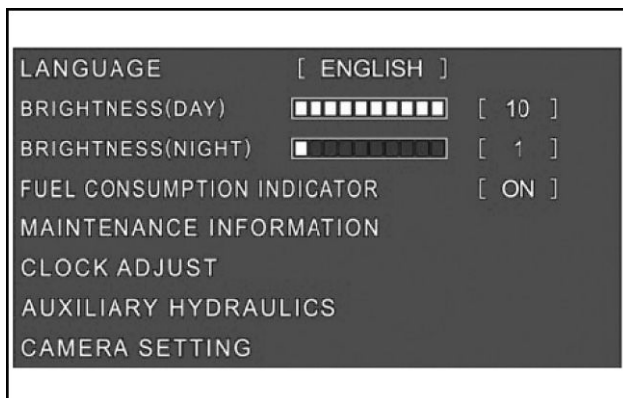 LANGUAGE [ ENGLISH ]
BRIGHTNESS(DAY) [ 10 ]
BRIGHTNESS(NIGHT) [ 1 ]
FUEL CONSUMPTION INDICATOR [ ON ]
MAINTENANCE INFORMATION
CLOCK ADJUST
AUXILIARY HYDRAULICS
CAMERA SETTING